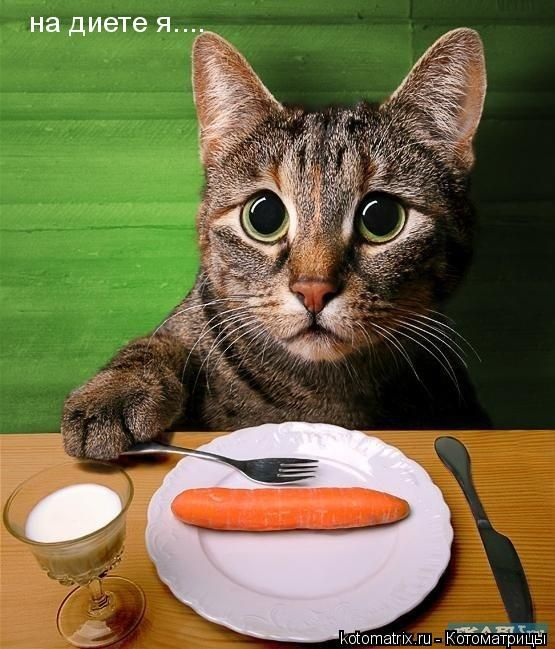 на диете я....
kotomatrix.ru - Котоматрицы